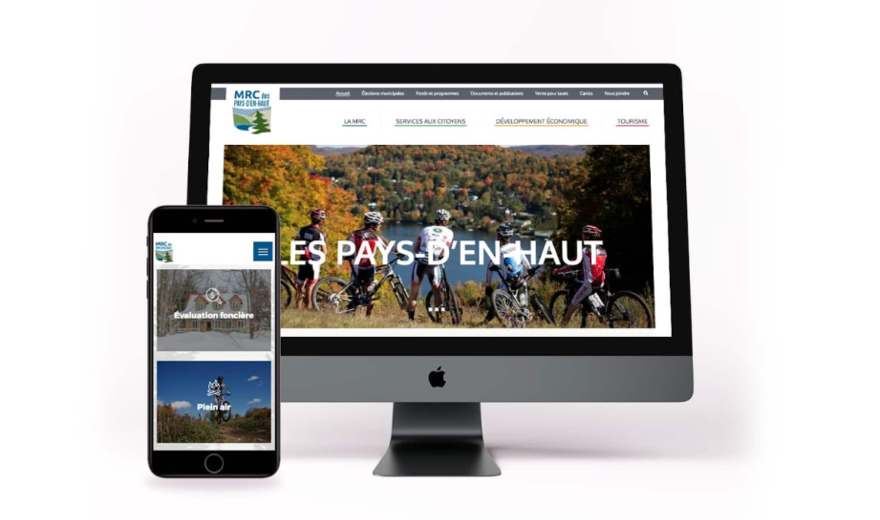 MRC des
PAYS-D'EN-HAUT
Accueil Élections municipales Fonds et programmes Documents et publications Vente pour taxes Cartes Nous joindre
LA MRC SERVICES AUX CITOYENS DÉVELOPPEMENT ÉCONOMIQUE TOURISME
LES PAYS-D'EN-HAUT
MRC des
PAYS-D'EN-HAUT
Évaluation foncière
Plein air